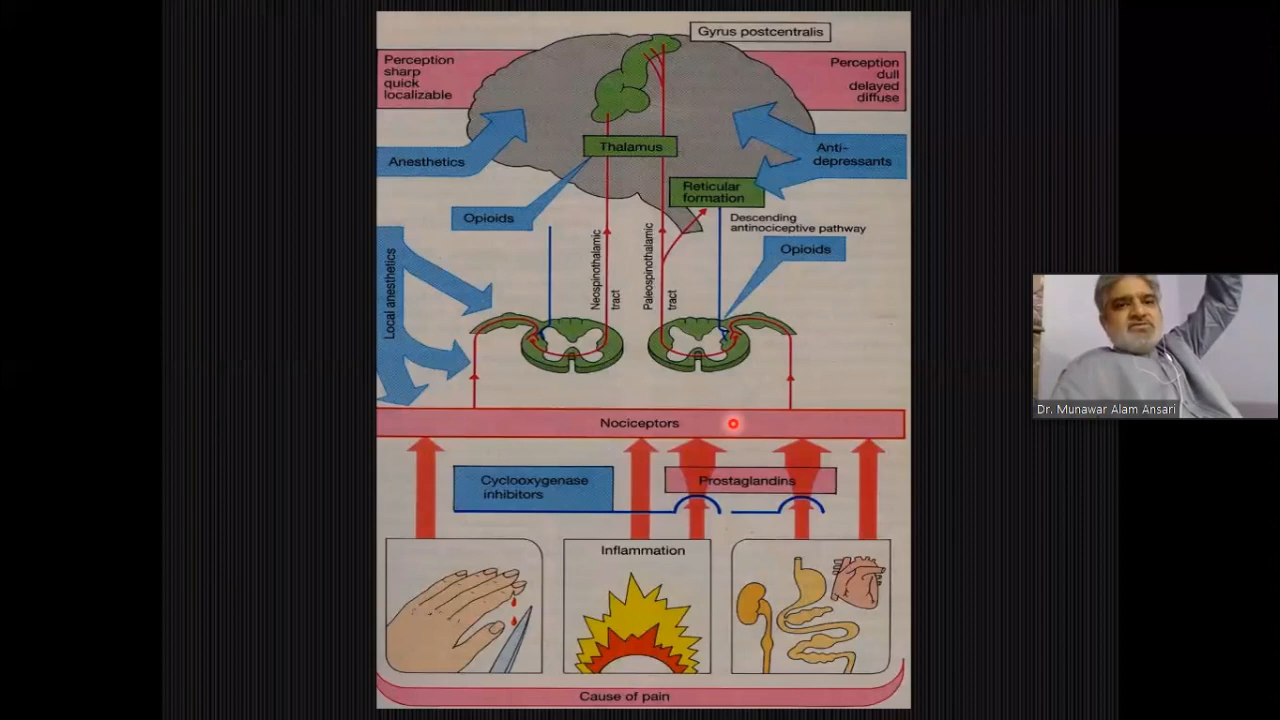 Gyrus postcentralis
Perception
sharp
quick
localizable
Perception
dull
delayed
diffuse
Thalamus
Anesthetics
Anti-
depressants
Reticular
formation
Opioids
Descending
antinociceptive pathway
Opioids
Local anesthetics
Neospinothalamic
tract
Paleospinothalamic
tract
Nociceptors
Cyclooxygenase
inhibitors
Prostaglandins
Inflammation
Cause of pain
Dr. Munawar Alam Ansari